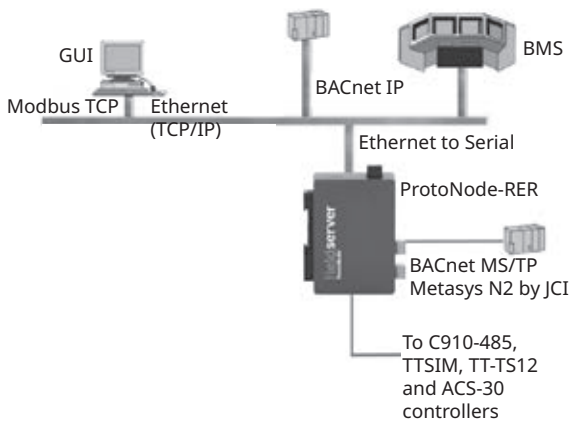 GUI
BMS
BACnet IP
Modbus TCP
Ethernet
(TCP/IP)
Ethernet to Serial
ProtoNode-RER
server
BACnet MS/TP
Metasys N2 by JCI
To C910-485,
TTSIM, TT-TS12
and ACS-30
controllers